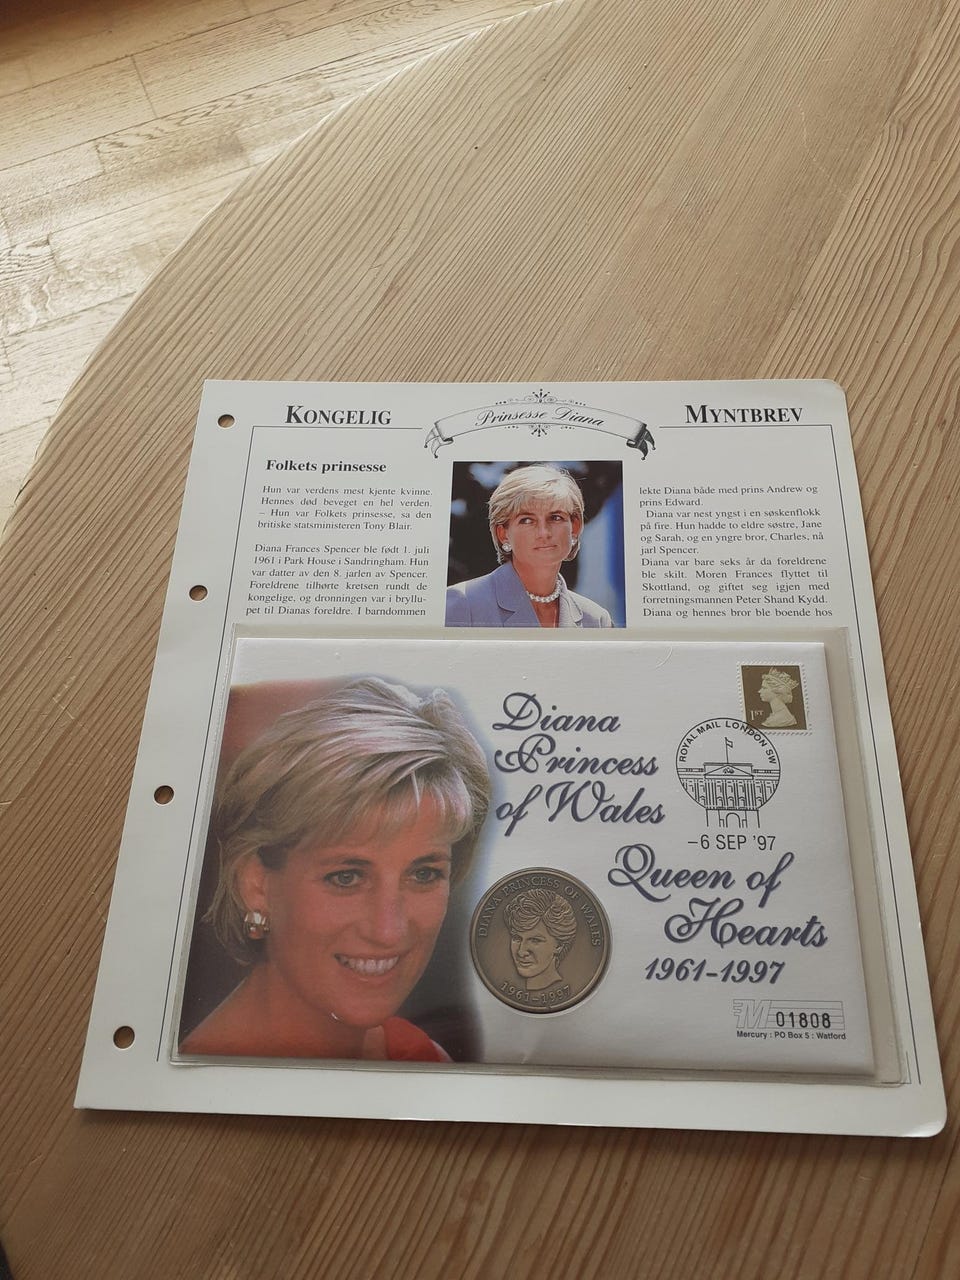 KONGELIG
Prinsesse Diana
MYNTBREV
Folkets prinsesse
Hun var verdens mest kjente kvinne.
Hennes død beveget en hel verden.
– Hun var Folkets prinsesse, sa den
britiske statsministeren Tony Blair.
Diana Frances Spencer ble født 1. juli
1961 i Park House i Sandringham. Hun
var datter av den 8. jarlen av Spencer.
Foreldrene tilhørte kretsen rundt de
kongelige, og dronningen var i bryllu-
pet til Dianas foreldre. I barndommen
lekte Diana både med prins Andrew og
prins Edward
Diana var nest yngst i en søskenflokk
på fire. Hun hadde to eldre søstre, Jane
og Sarah, og en yngre bror, Charles, nå
jarl Spencer.
Diana var bare seks år da foreldrene
ble skilt. Moren Frances flyttet til
Skottland, og giftet seg igjen med
forretningsmannen Peter Shand Kydd.
Diana og hennes bror ble boende hos
Diana
Princess
of Wales
1ST
ROYAL MAIL LONDON SW
–6 SEP '97
Queen of
Hearts
1961–1997
DIANA PRINCESS OF WALES
1961–1997
M 01808
Mercury : PO Box 5 : Watford